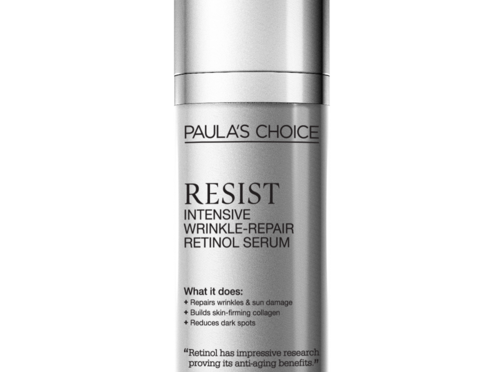 PAULA'S CHOICE
RESIST
INTENSIVE
WRINKLE-REPAIR
RETINOL SERUM
What it does:
+ Repairs wrinkles & sun damage
+ Builds skin-firming collagen
+ Reduces dark spots
“Retinol has impressive research
proving its anti-aging benefits.”